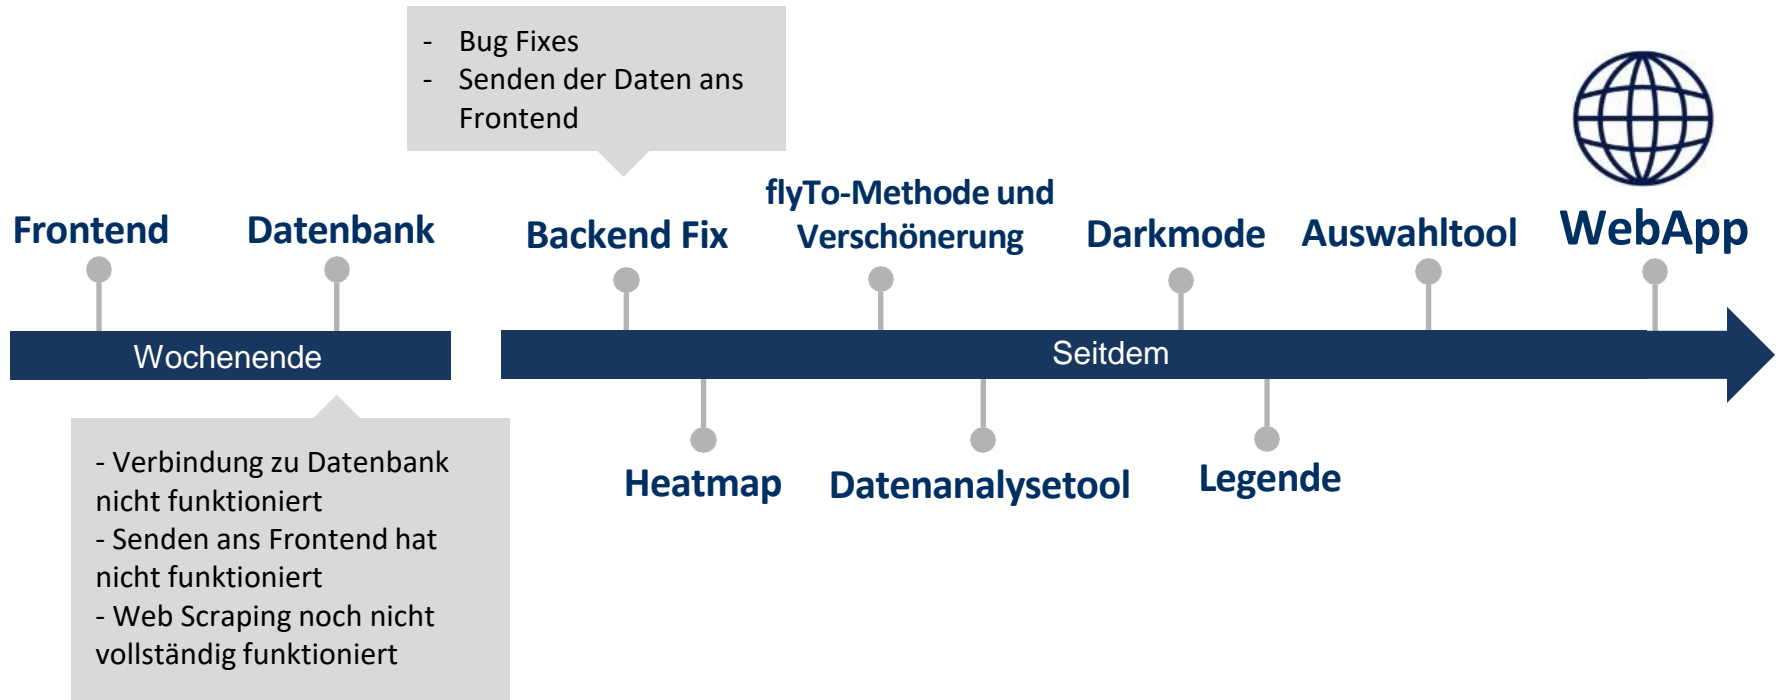 - Bug Fixes
- Senden der Daten ans
Frontend
Frontend
Datenbank
Backend Fix
flyTo-Methode und
Verschönerung
Darkmode
Auswahltool
WebApp
Wochenende
Seitdem
- Verbindung zu Datenbank
nicht funktioniert
- Senden ans Frontend hat
nicht funktioniert
- Web Scraping noch nicht
vollständig funktioniert
Heatmap
Datenanalysetool
Legende